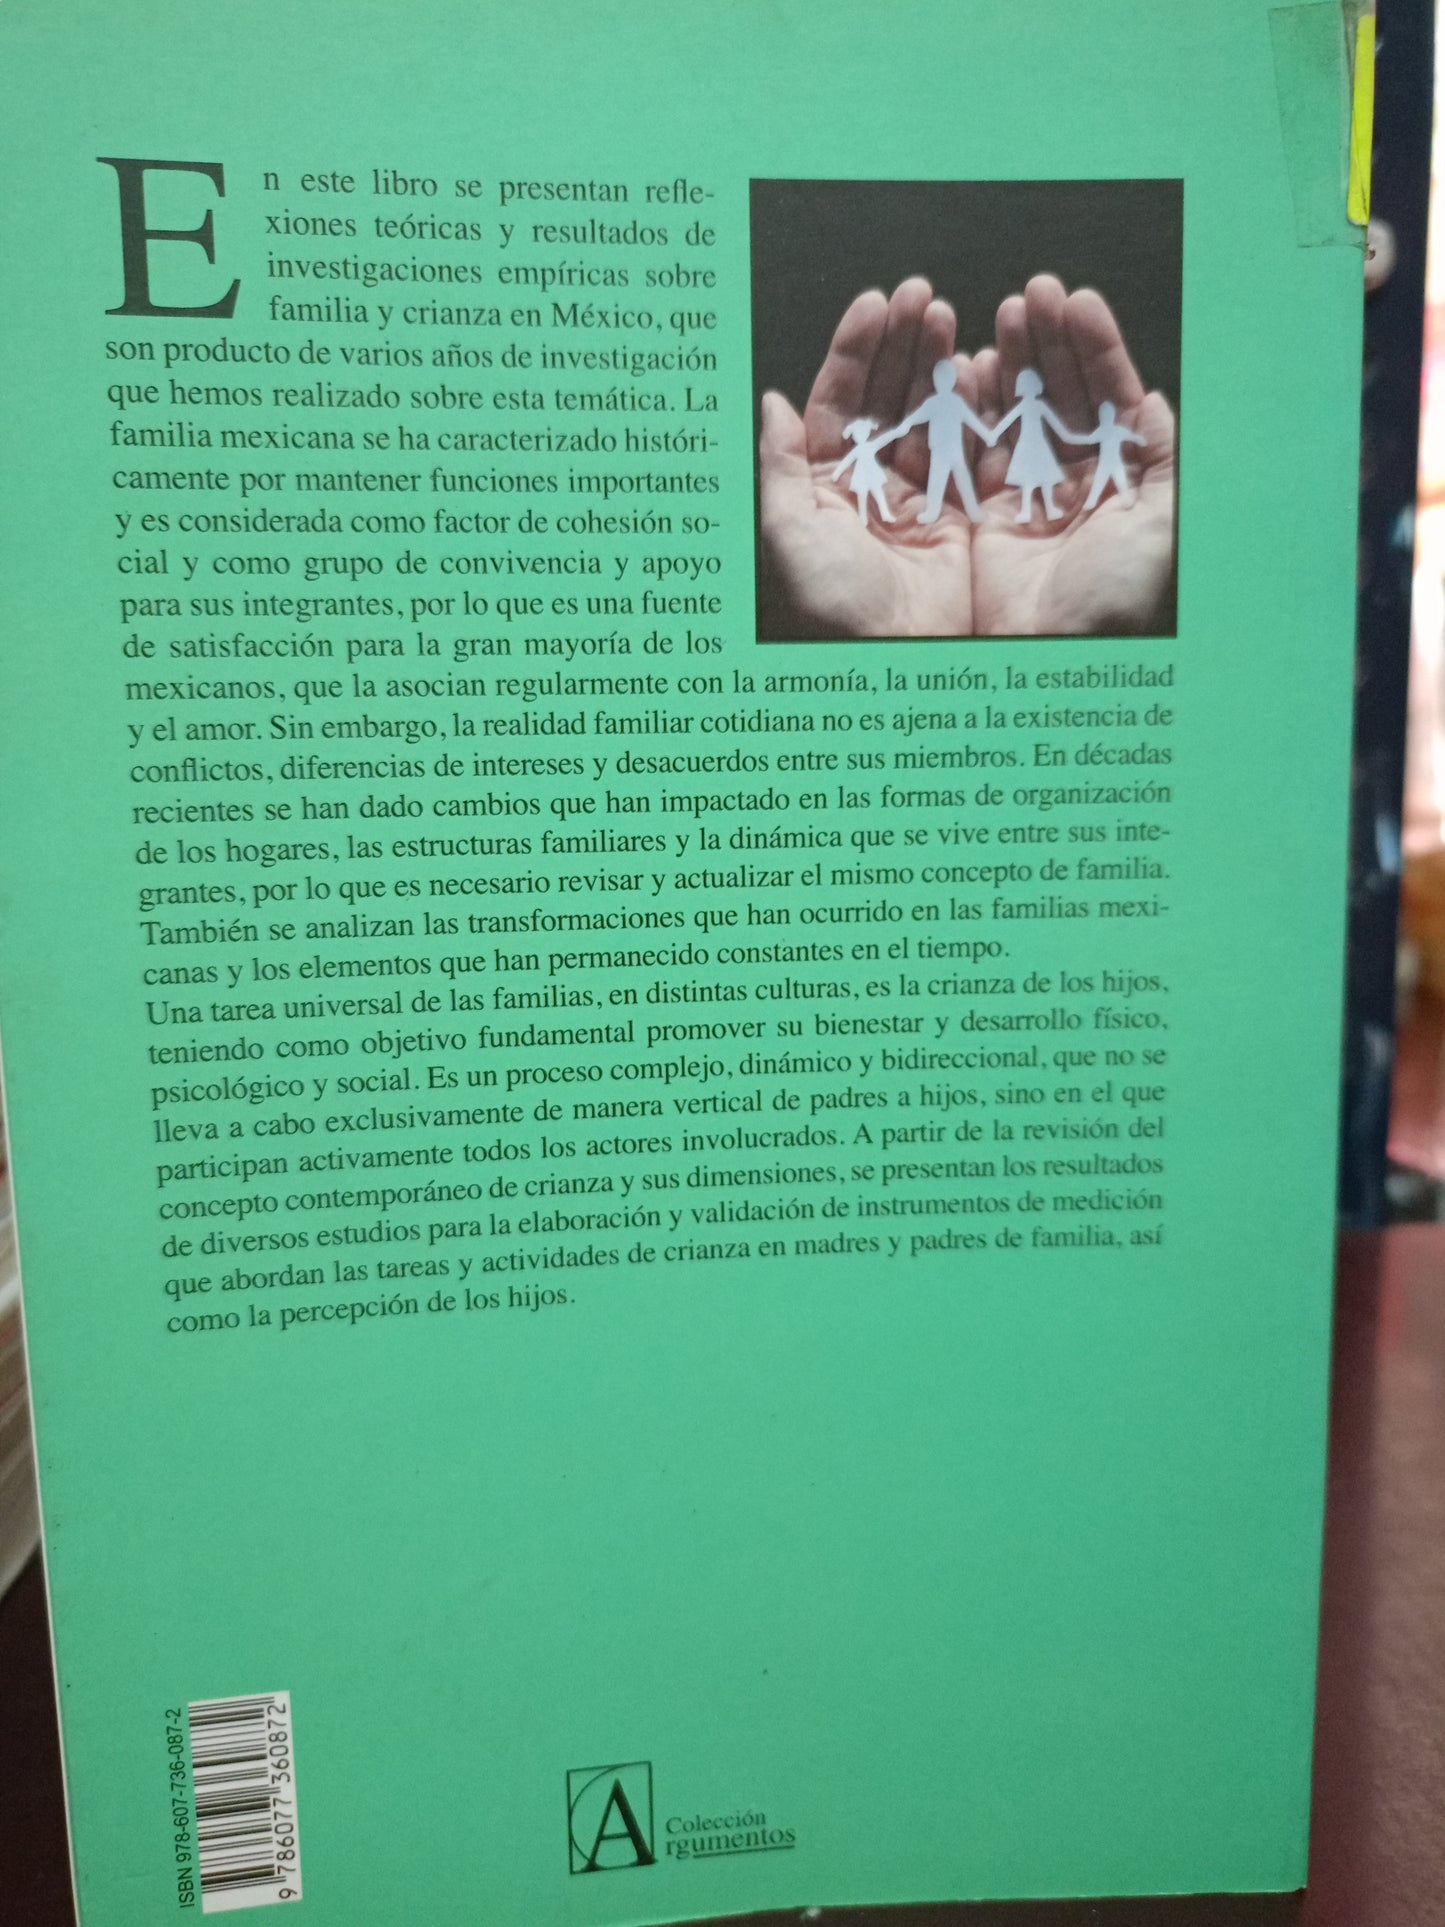 En este libro se presentan refle-
xiones teóricas y resultados de
investigaciones empíricas sobre
familia y crianza en México, que
son producto de varios años de investigación
que hemos realizado sobre esta temática. La
familia mexicana se ha caracterizado históri-
camente por mantener funciones importantes
y es considerada como factor de cohesión so-
cial y como grupo de convivencia y apoyo
para sus integrantes, por lo que es una fuente
de satisfacción para la gran mayoría de los
mexicanos, que la asocian regularmente con la armonía, la unión, la estabilidad
y el amor. Sin embargo, la realidad familiar cotidiana no es ajena a la existencia de
conflictos, diferencias de intereses y desacuerdos entre sus miembros. En décadas
recientes se han dado cambios que han impactado en las formas de organización
de los hogares, las estructuras familiares y la dinámica que se vive entre sus inte-
grantes, por lo que es necesario revisar y actualizar el mismo concepto de familia.
También se analizan las transformaciones que han ocurrido en las familias mexi-
canas y los elementos que han permanecido constantes en el tiempo.
Una tarea universal de las familias, en distintas culturas, es la crianza de los hijos,
teniendo como objetivo fundamental promover su bienestar y desarrollo físico,
psicológico y social. Es un proceso complejo, dinámico y bidireccional, que no se
lleva a cabo exclusivamente de manera vertical de padres a hijos, sino en el que
participan activamente todos los actores involucrados. A partir de la revisión del
concepto contemporáneo de crianza y sus dimensiones, se presentan los resultados
de diversos estudios para la elaboración y validación de instrumentos de medición
que abordan las tareas y actividades de crianza en madres y padres de familia, así
como la percepción de los hijos.
ISBN 978-607-736-087-2
9 786077 360872
Colección
Argumentos